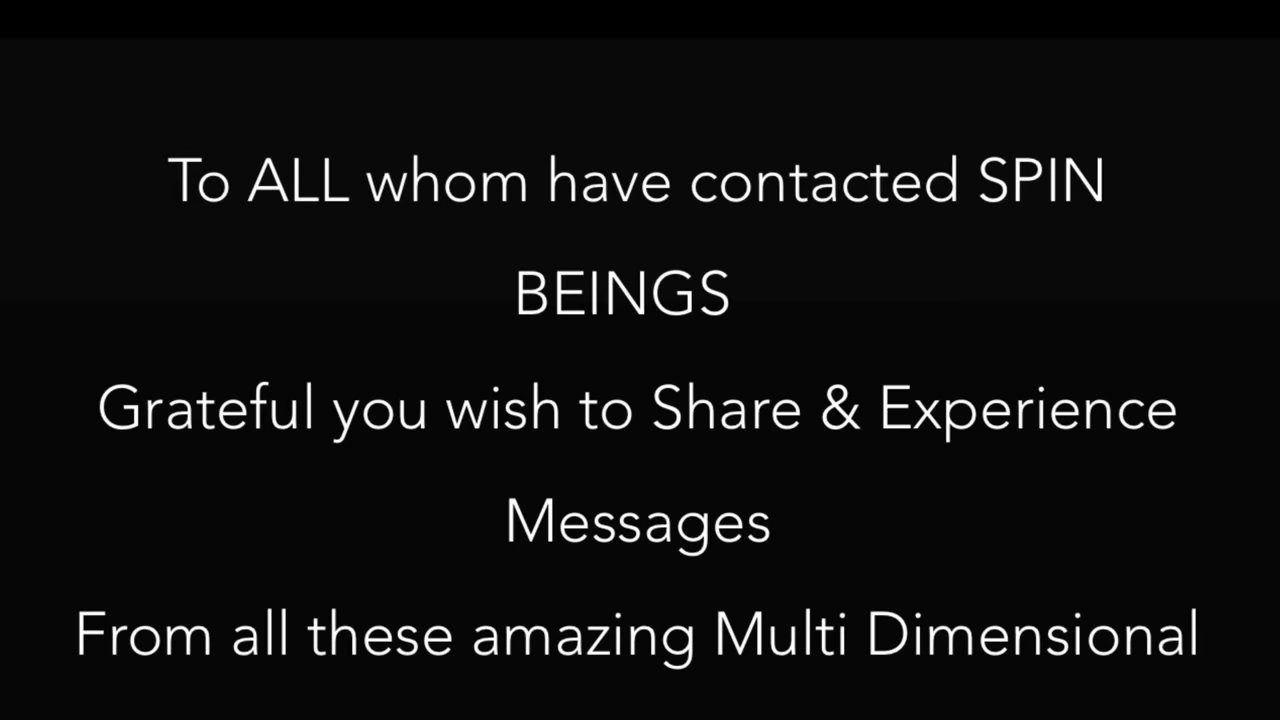 To ALL whom have contacted SPIN
BEINGS
Grateful you wish to Share & Experience
Messages
From all these amazing Multi Dimensional